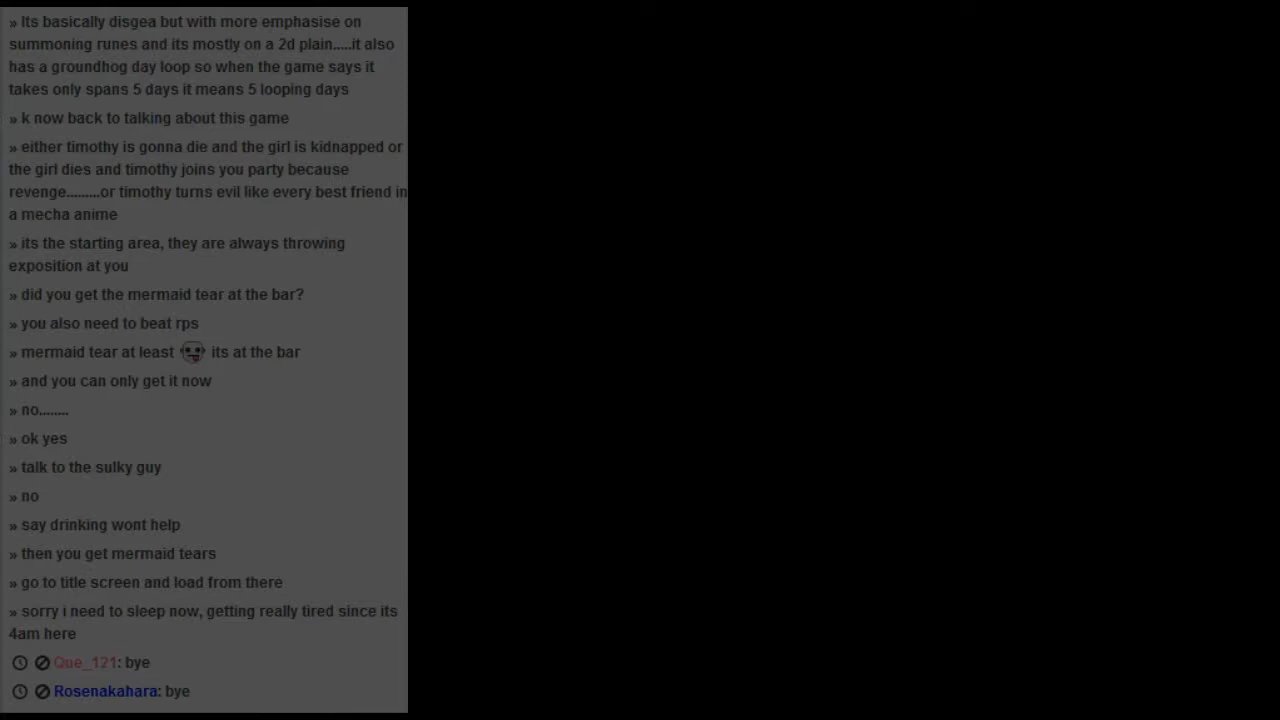 » Its basically disgea but with more emphasise on
summoning runes and its mostly on a 2d plain.....it also
has a groundhog day loop so when the game says it
takes only spans 5 days it means 5 looping days
» k now back to talking about this game
» either timothy is gonna die and the girl is kidnapped or
the girl dies and timothy joins you party because
revenge.........or timothy turns evil like every best friend in
a mecha anime
» its the starting area, they are always throwing
exposition at you
» did you get the mermaid tear at the bar?
» you also need to beat rps
» mermaid tear at least its at the bar
» and you can only get it now
» no........
» ok yes
» talk to the sulky guy
» no
» say drinking wont help
» then you get mermaid tears
» go to title screen and load from there
» sorry i need to sleep now, getting really tired since its
4am here
Que_121: bye
Rosenakahara: bye